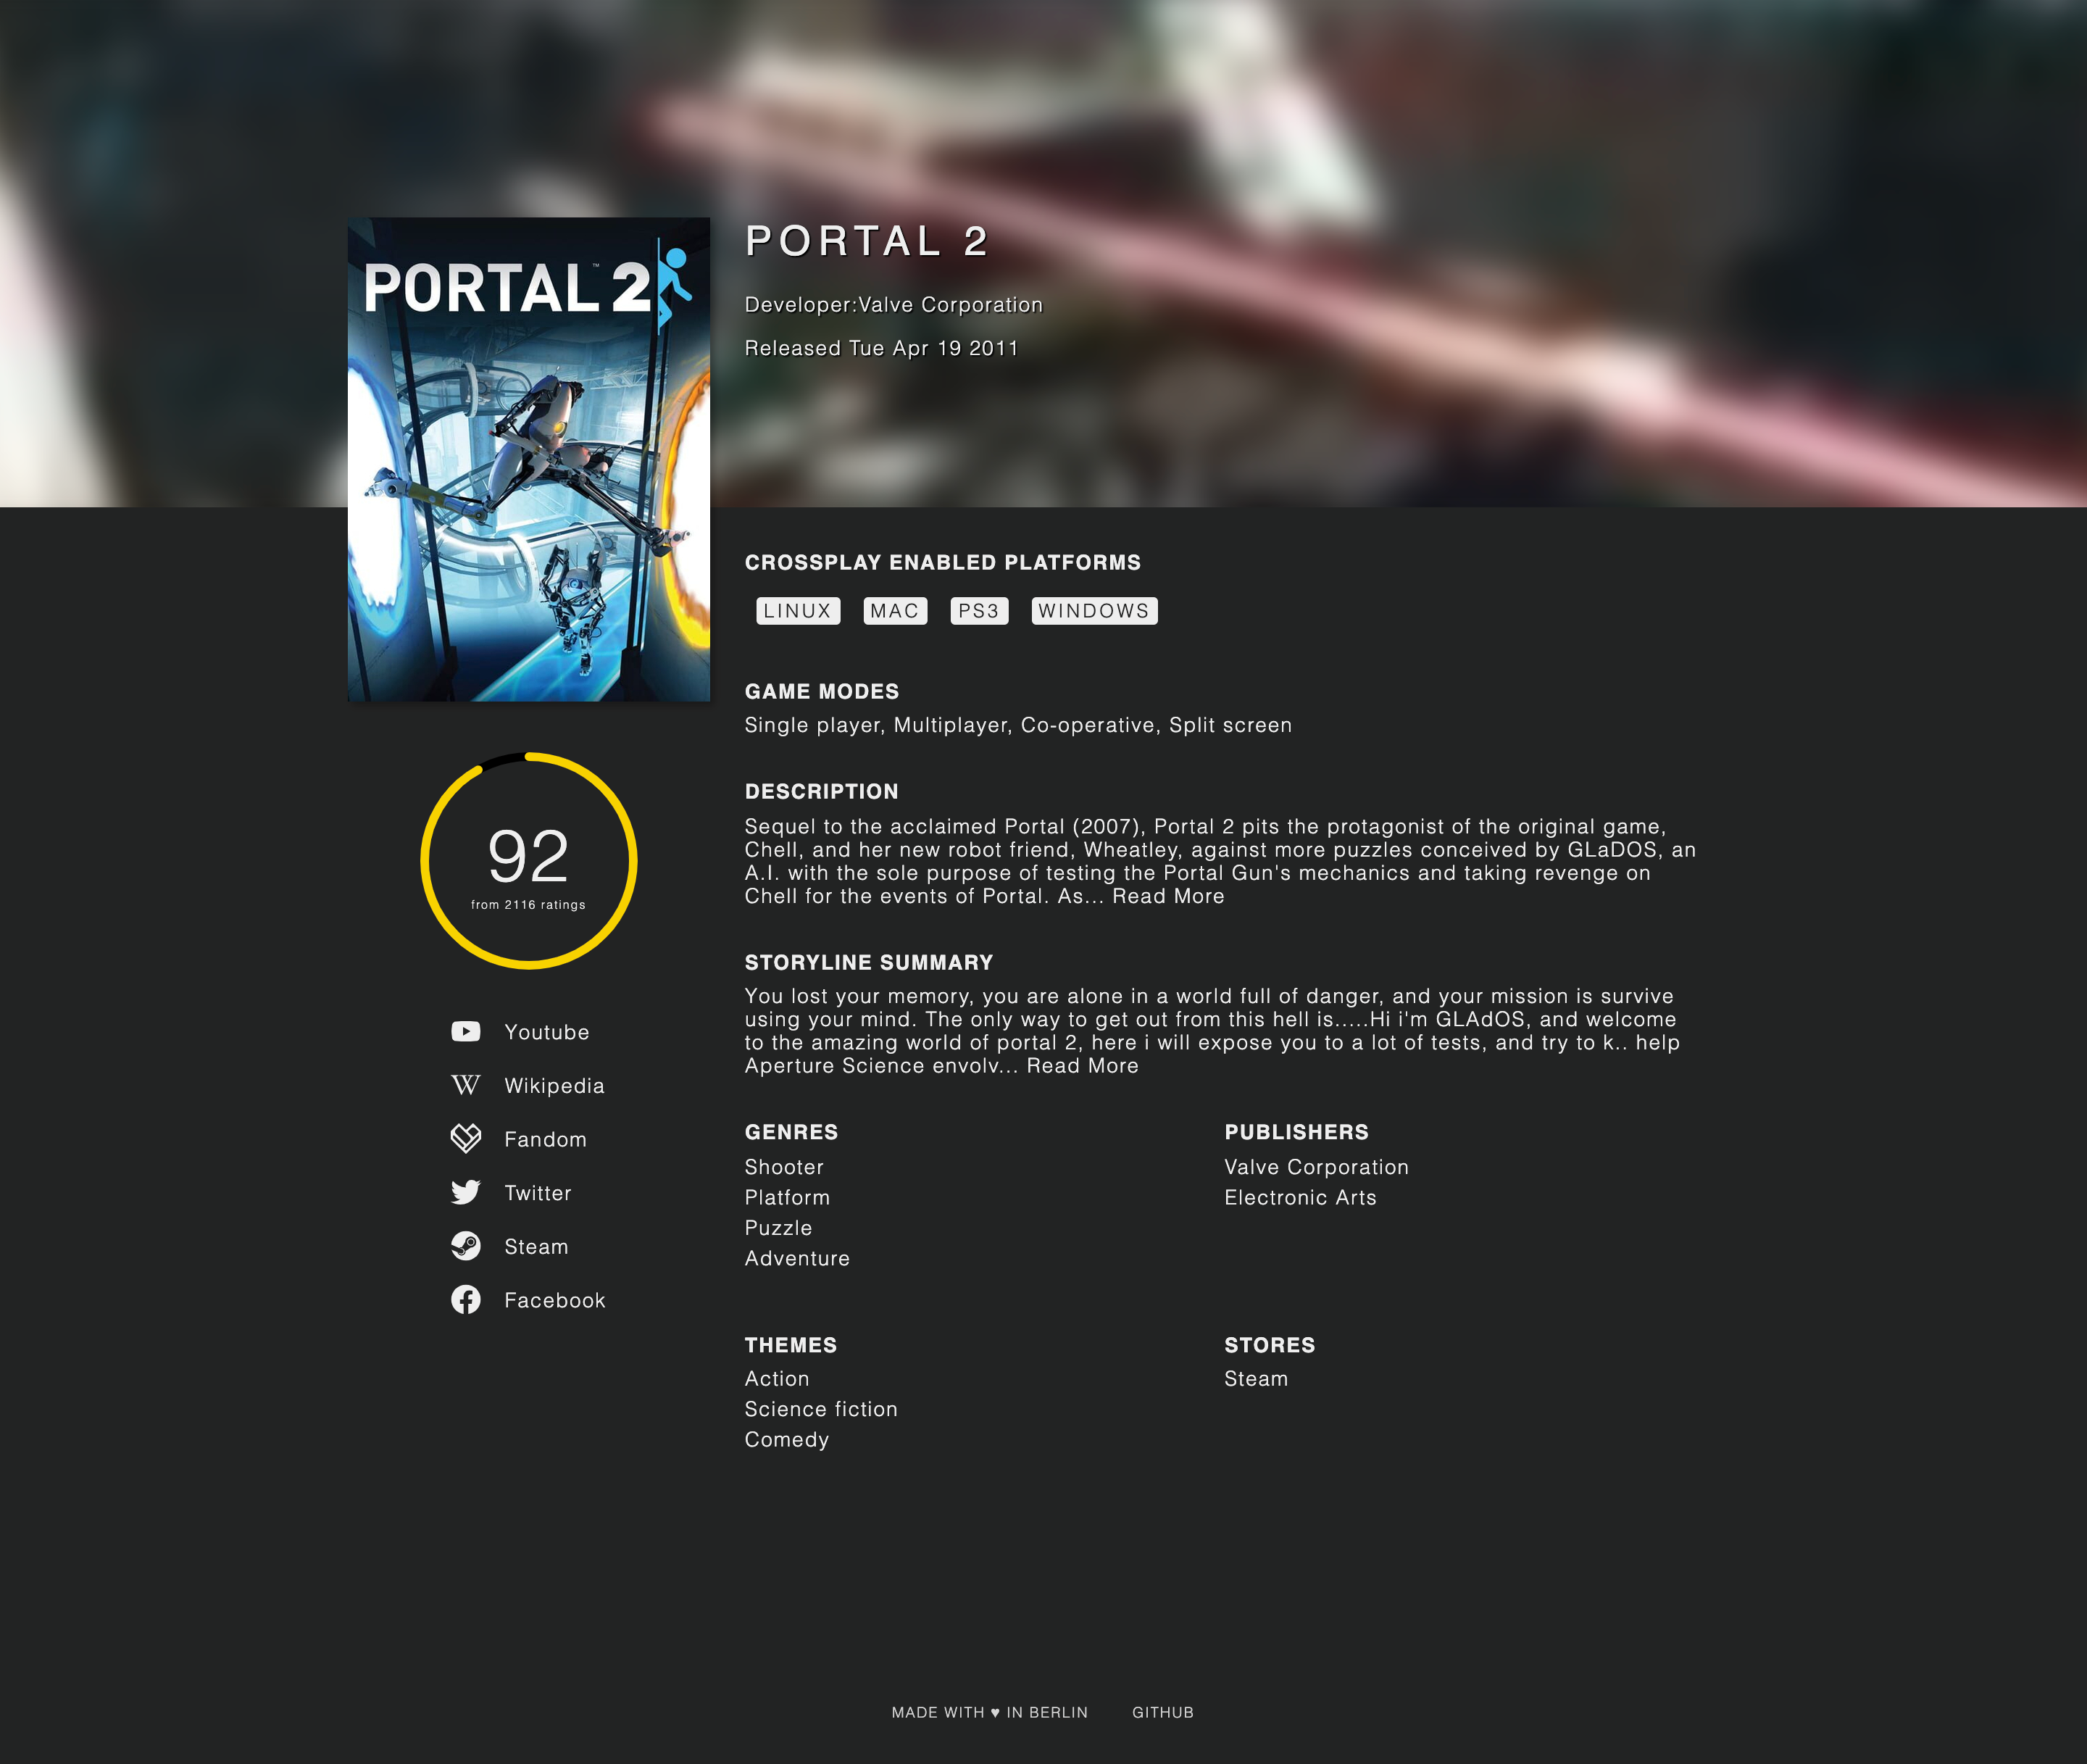 PORTAL 2
™
PORTAL 2
Developer:Valve Corporation
Released Tue Apr 19 2011
CROSSPLAY ENABLED PLATFORMS
LINUX MAC PS3 WINDOWS
GAME MODES
Single player, Multiplayer, Co-operative, Split screen
DESCRIPTION
Sequel to the acclaimed Portal (2007), Portal 2 pits the protagonist of the original game,
Chell, and her new robot friend, Wheatley, against more puzzles conceived by GLaDOS, an
A.I. with the sole purpose of testing the Portal Gun's mechanics and taking revenge on
Chell for the events of Portal. As... Read More
STORYLINE SUMMARY
You lost your memory, you are alone in a world full of danger, and your mission is survive
using your mind. The only way to get out from this hell is.....Hi i'm GLAdOS, and welcome
to the amazing world of portal 2, here i will expose you to a lot of tests, and try to k.. help
Aperture Science envolv... Read More
GENRES
Shooter
Platform
Puzzle
Adventure
PUBLISHERS
Valve Corporation
Electronic Arts
THEMES
Action
Science fiction
Comedy
STORES
Steam
92
from 2116 ratings
Youtube
Wikipedia
Fandom
Twitter
Steam
Facebook
MADE WITH ♥ IN BERLIN
GITHUB